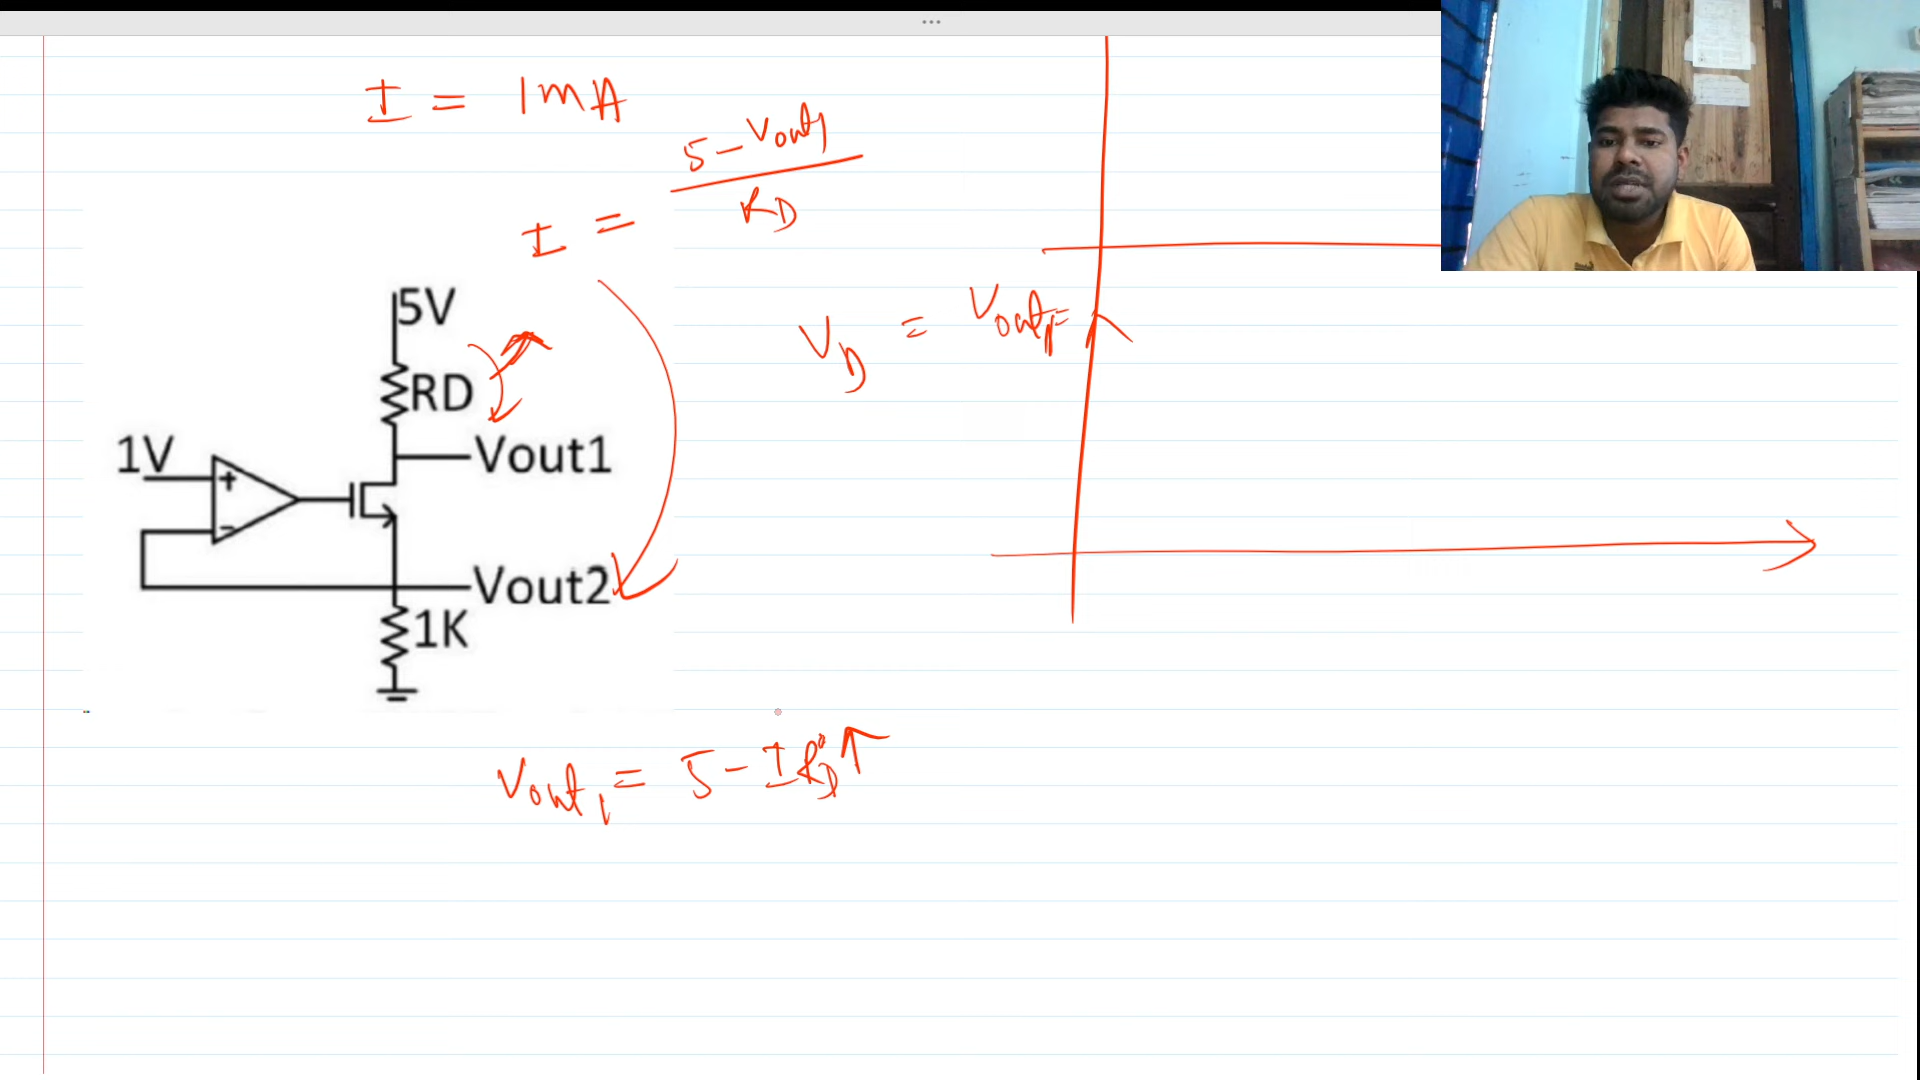 I = 1mA
I = 5 - Vout1 / RD
5V
RD
VD = Vout1 =
1V
+
-
Vout1
Vout2
1K
Vout1 = 5 - IRD↑